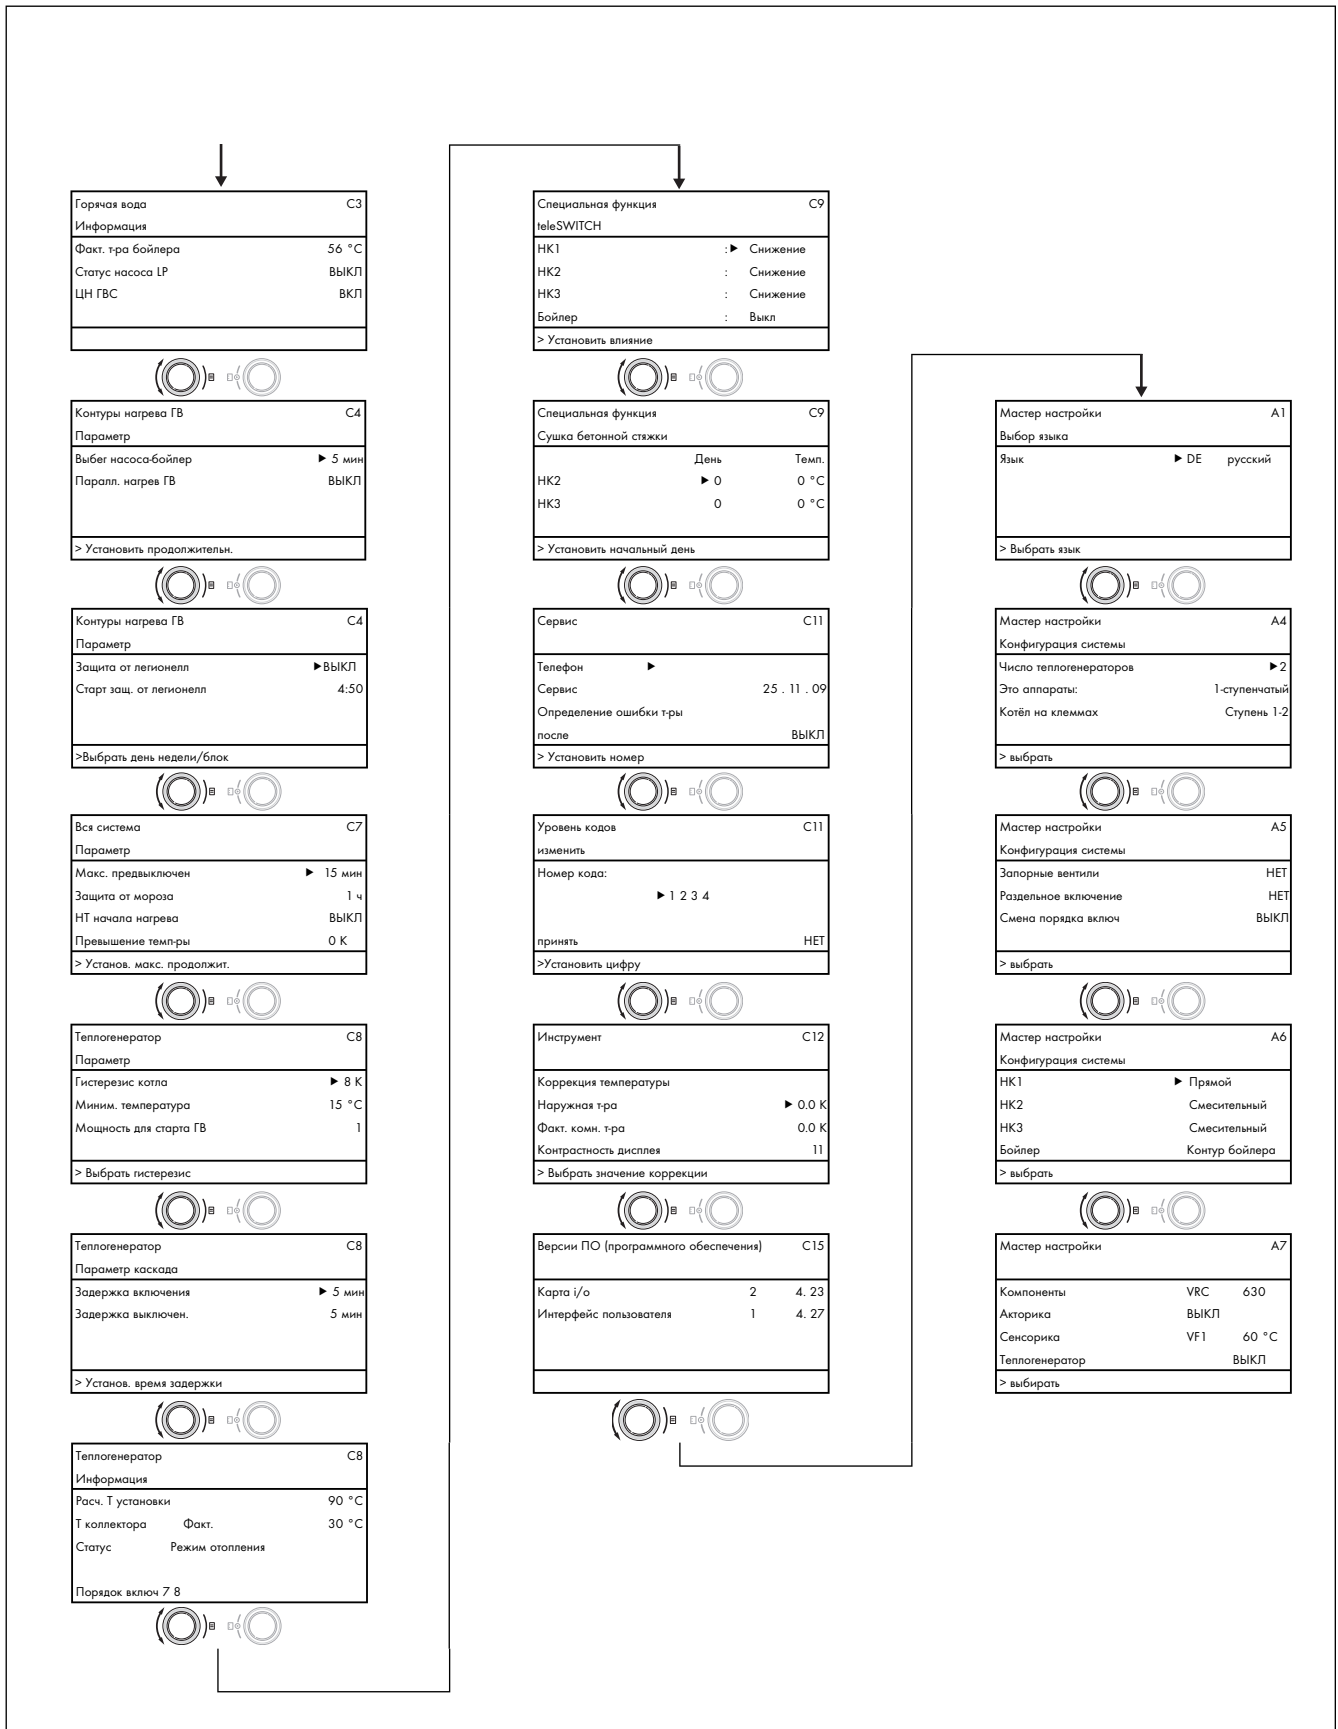 Горячая вода C3
Информация
Факт. т-ра бойлера 56 °C
Статус насоса LP ВЫКЛ
ЦН ГВС ВКЛ
Контуры нагрева ГВ C4
Параметр
Выбег насоса-бойлер ▶ 5 мин
Паралл. нагрев ГВ ВЫКЛ
> Установить продолжительн.
Контуры нагрева ГВ C4
Параметр
Защита от легионелл ▶ВЫКЛ
Старт защ. от легионелл 4:50
>Выбрать день недели/блок
Вся система C7
Параметр
Макс. предвыключен ▶ 15 мин
Защита от мороза 1 ч
НТ начала нагрева ВЫКЛ
Превышение темп-ры 0 K
> Установ. макс. продолжит.
Теплогенератор C8
Параметр
Гистерезис котла ▶ 8 K
Миним. температура 15 °C
Мощность для старта ГВ 1
> Выбрать гистерезис
Теплогенератор C8
Параметр каскада
Задержка включения ▶ 5 мин
Задержка выключен. 5 мин
> Установ. время задержки
Теплогенератор C8
Информация
Расч. Т установки 90 °C
Т коллектора Факт. 30 °C
Статус Режим отопления
Порядок включ 7 8
Специальная функция C9
teleSWITCH
НК1 :▶ Снижение
НК2 : Снижение
НК3 : Снижение
Бойлер : Выкл
> Установить влияние
Специальная функция C9
Сушка бетонной стяжки
День Темп.
НК2 ▶ 0 0 °C
НК3 0 0 °C
> Установить начальный день
Сервис C11
Телефон ▶
Сервис 25 . 11 . 09
Определение ошибки т-ры
после ВЫКЛ
> Установить номер
Уровень кодов C11
изменить
Номер кода:
▶ 1 2 3 4
принять НЕТ
>Установить цифру
Инструмент C12
Коррекция температуры
Наружная т-ра ▶ 0.0 K
Факт. комн. т-ра 0.0 K
Контрастность дисплея 11
> Выбрать значение коррекции
Версии ПО (программного обеспечения) C15
Карта i/o 2 4. 23
Интерфейс пользователя 1 4. 27
Мастер настройки A1
Выбор языка
Язык ▶ DE русский
> Выбрать язык
Мастер настройки A4
Конфигурация системы
Число теплогенераторов ▶2
Это аппараты: 1-ступенчатый
Котёл на клеммах Ступень 1-2
> выбрать
Мастер настройки A5
Конфигурация системы
Запорные вентили НЕТ
Раздельное включение НЕТ
Смена порядка включ ВЫКЛ
> выбрать
Мастер настройки A6
Конфигурация системы
НК1 ▶ Прямой
НК2 Смесительный
НК3 Смесительный
Бойлер Контур бойлера
> выбрать
Мастер настройки A7
Компоненты VRC 630
Акторика ВЫКЛ
Сенсорика VF1 60 °C
Теплогенератор ВЫКЛ
> выбирать